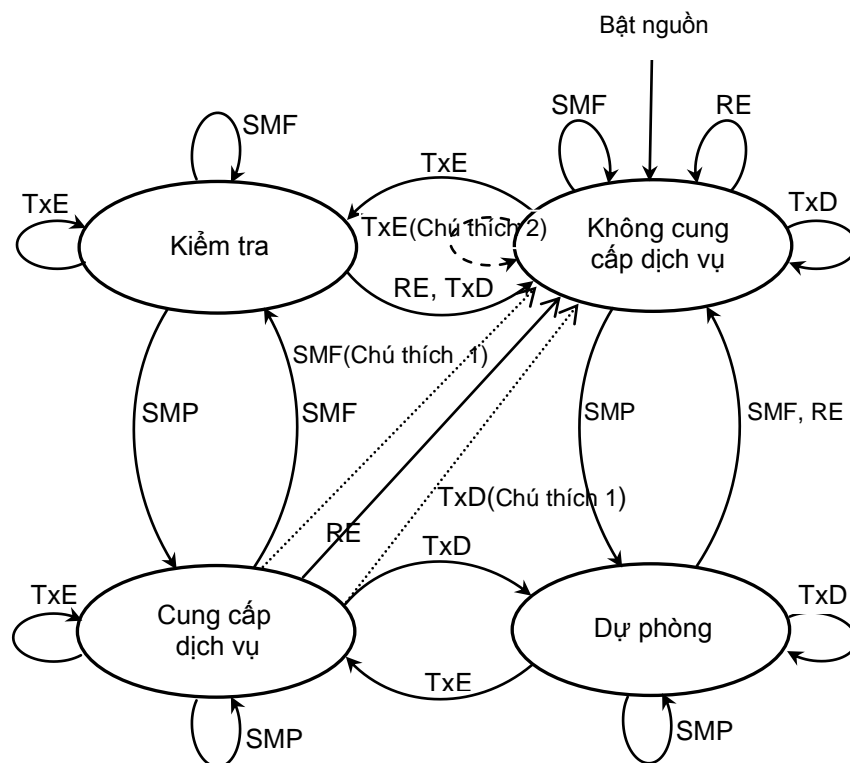 Bật nguồn
SMF
SMF
RE
TxE
TxE
TxD
Kiểm tra
TxE(Chú thích 2)
Không cung
cấp dịch vụ
RE, TxD
SMF(Chú thích 1)
SMP
SMF
SMP
SMF, RE
TxD(Chú thích 1)
RE
TxD
TxE
TxD
Cung cấp
dịch vụ
Dự phòng
TxE
SMP
SMP